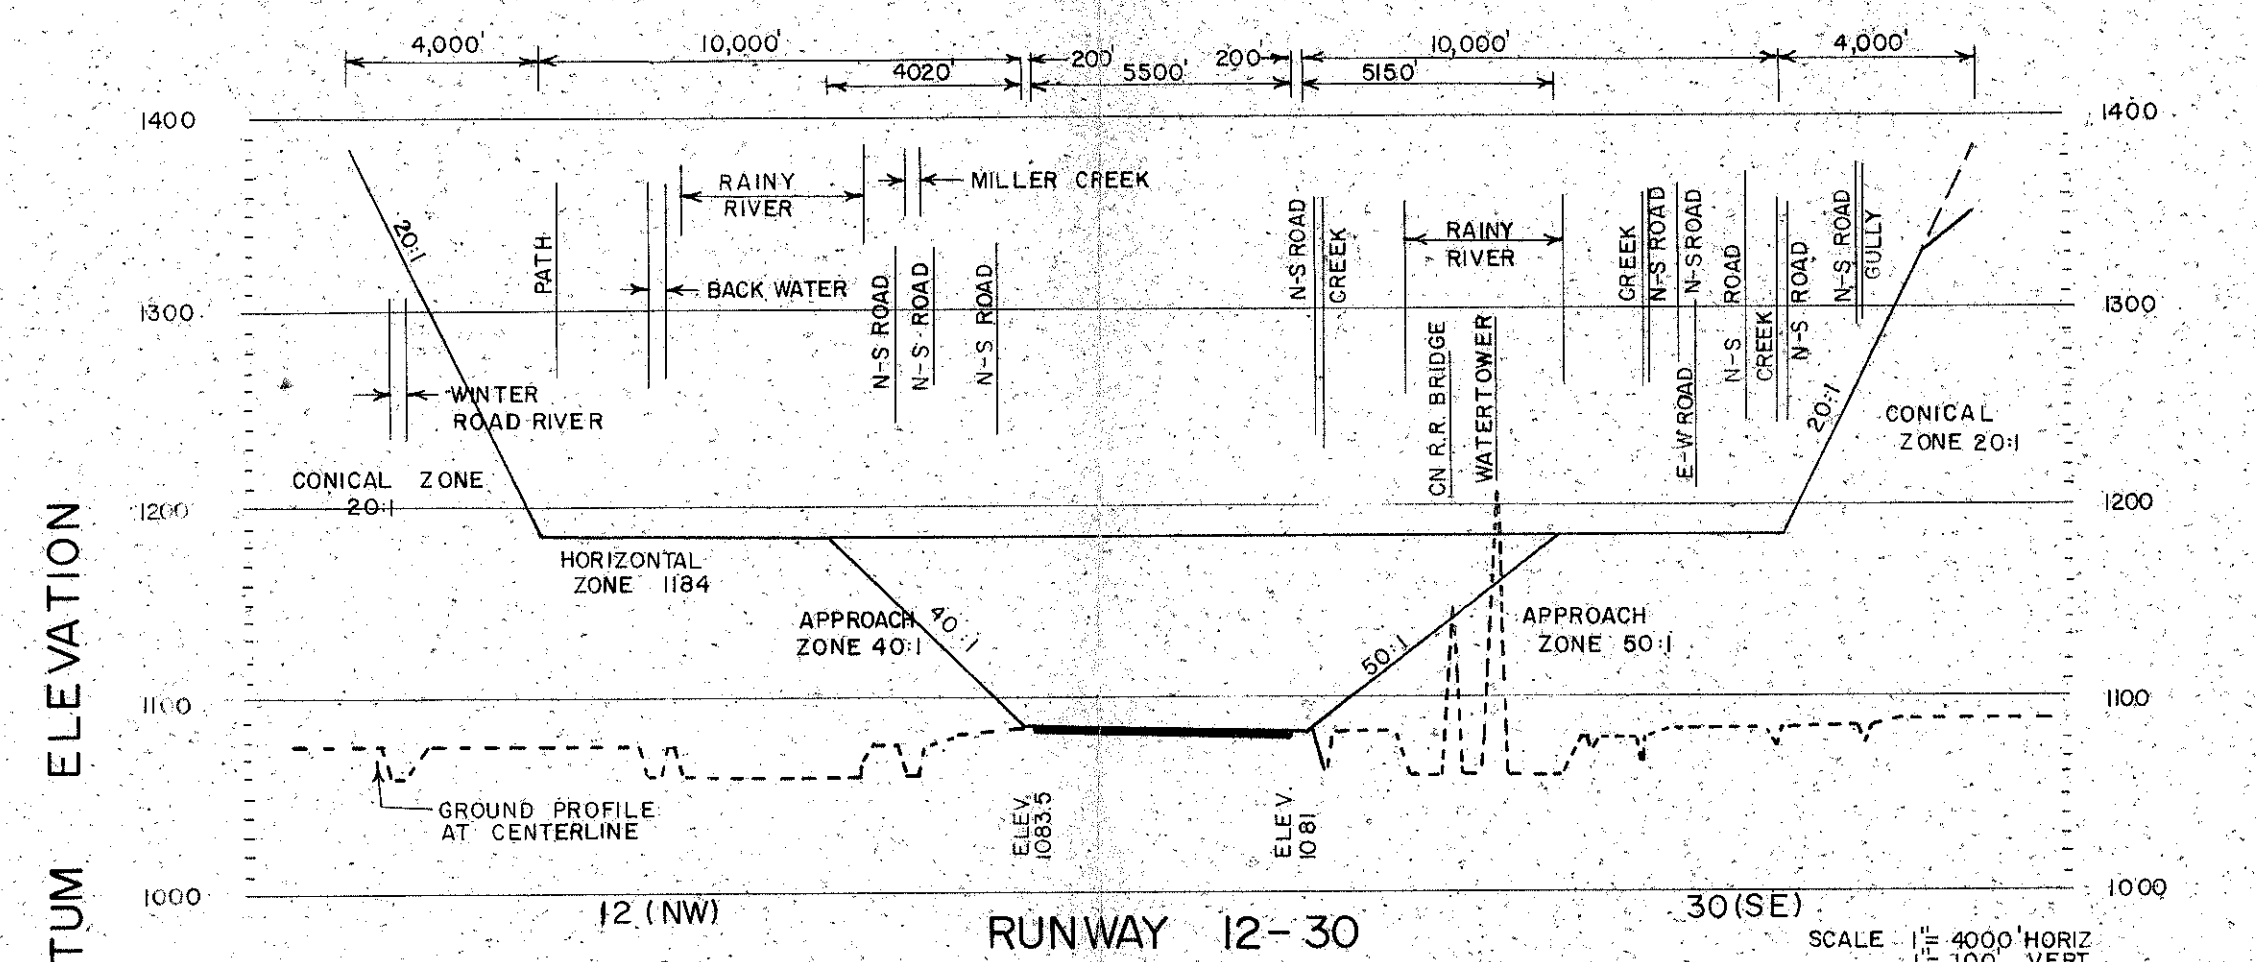 4,000'
10,000'
200'
200'
10,000'
4,000'
4020'
5500'
5150'
1400
1400
RAINY
RIVER
MILLER CREEK
20:1
PATH
BACK WATER
N-S ROAD
N-S ROAD
N-S ROAD
N-S ROAD
CREEK
RAINY
RIVER
CREEK
N-S ROAD
N-S ROAD
N-S ROAD
CREEK
N-S ROAD
N-S ROAD
GULLY
1300
1300
WINTER
ROAD RIVER
CN R.R. BRIDGE
WATERTOWER
E-W ROAD
20:1
CONICAL
ZONE 20:1
CONICAL ZONE
20:1
1200
1200
HORIZONTAL
ZONE 1184
APPROACH
ZONE 40:1
40:1
50:1
APPROACH
ZONE 50:1
1100
1100
GROUND PROFILE
AT CENTERLINE
ELEV.
1083.5
ELEV.
1081
1000
1000
TUM ELEVATION
12 (NW)
RUNWAY 12-30
30 (SE)
SCALE 1"= 4000' HORIZ
1"= 100' VERT